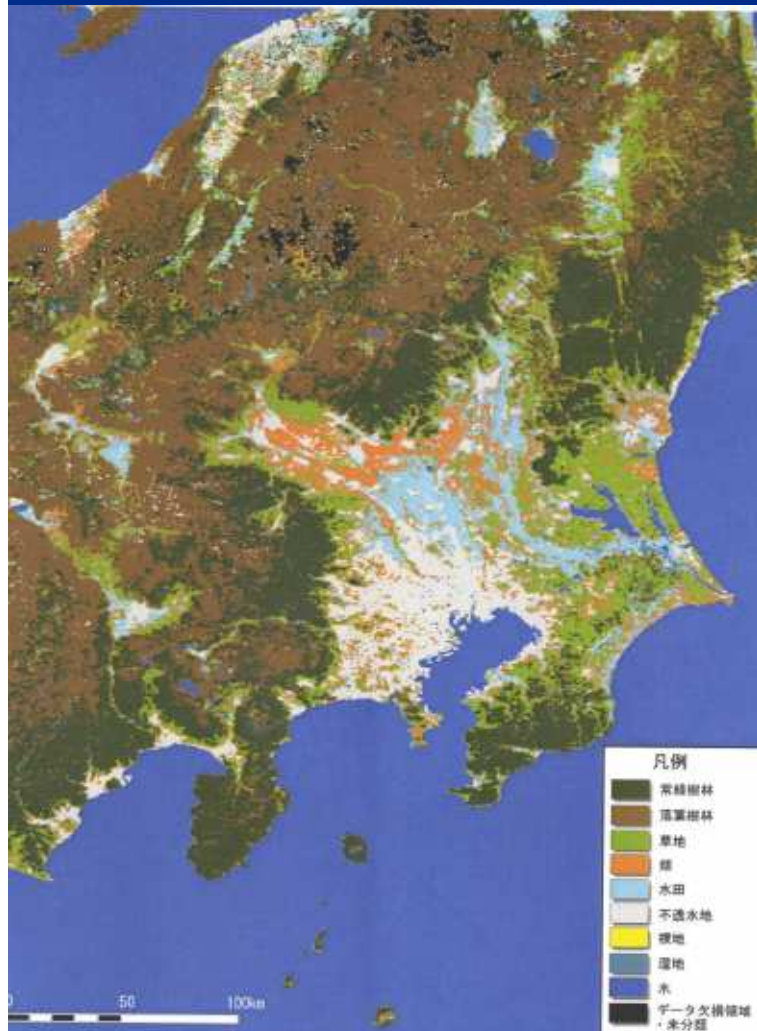 凡例
常緑樹林
落葉樹林
草地
畑
水田
不透水地
裸地
湿地
水
データ欠損領域
・未分類
0 50 100km